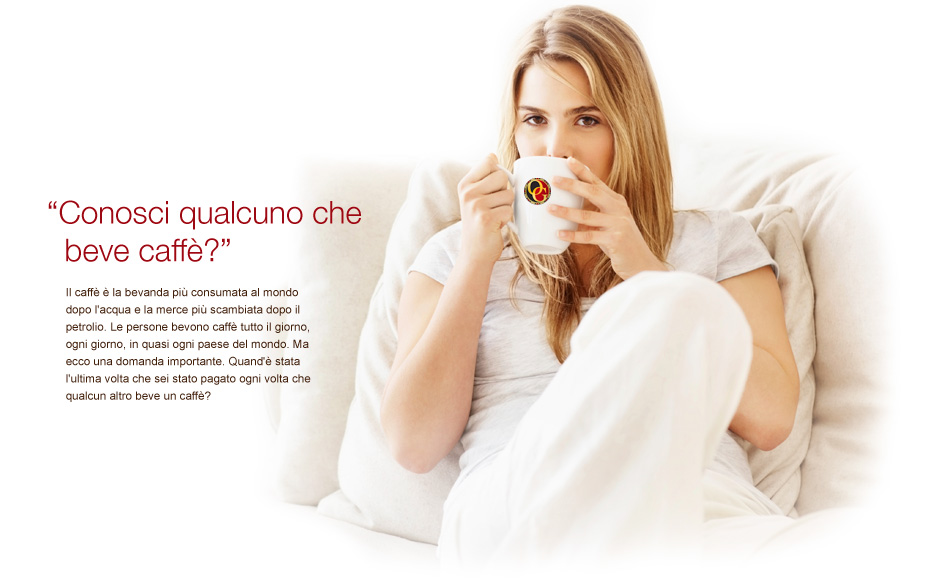 “Conosci qualcuno che
beve caffè?”
Il caffè è la bevanda più consumata al mondo
dopo l'acqua e la merce più scambiata dopo il
petrolio. Le persone bevono caffè tutto il giorno,
ogni giorno, in quasi ogni paese del mondo. Ma
ecco una domanda importante. Quand'è stata
l'ultima volta che sei stato pagato ogni volta che
qualcun altro beve un caffè?